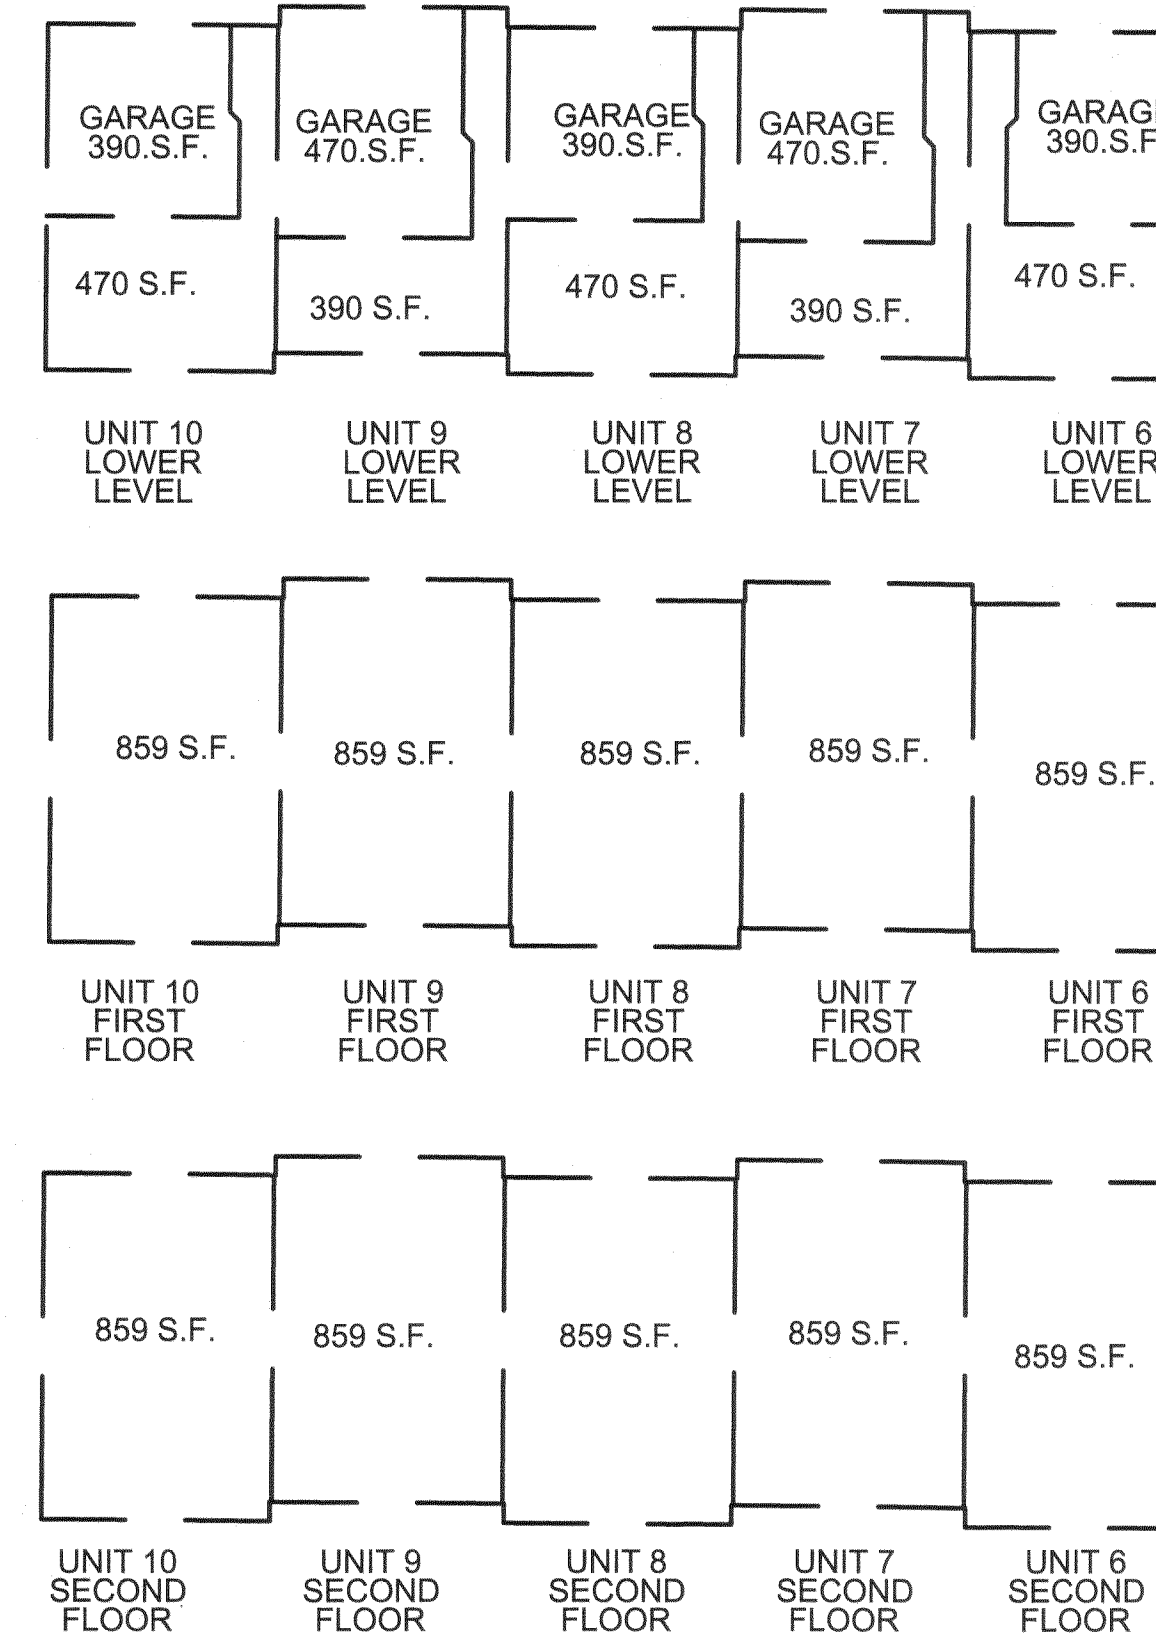 GARAGE
390.S.F.
GARAGE
470.S.F.
GARAGE
390.S.F.
GARAGE
470.S.F.
GARAG
390.S.F
470 S.F.
390 S.F.
470 S.F.
390 S.F.
470 S.F.
UNIT 10
LOWER
LEVEL
UNIT 9
LOWER
LEVEL
UNIT 8
LOWER
LEVEL
UNIT 7
LOWER
LEVEL
UNIT 6
LOWER
LEVEL
859 S.F.
859 S.F.
859 S.F.
859 S.F.
859 S.F.
UNIT 10
FIRST
FLOOR
UNIT 9
FIRST
FLOOR
UNIT 8
FIRST
FLOOR
UNIT 7
FIRST
FLOOR
UNIT 6
FIRST
FLOOR
859 S.F.
859 S.F.
859 S.F.
859 S.F.
859 S.F.
UNIT 10
SECOND
FLOOR
UNIT 9
SECOND
FLOOR
UNIT 8
SECOND
FLOOR
UNIT 7
SECOND
FLOOR
UNIT 6
SECOND
FLOOR